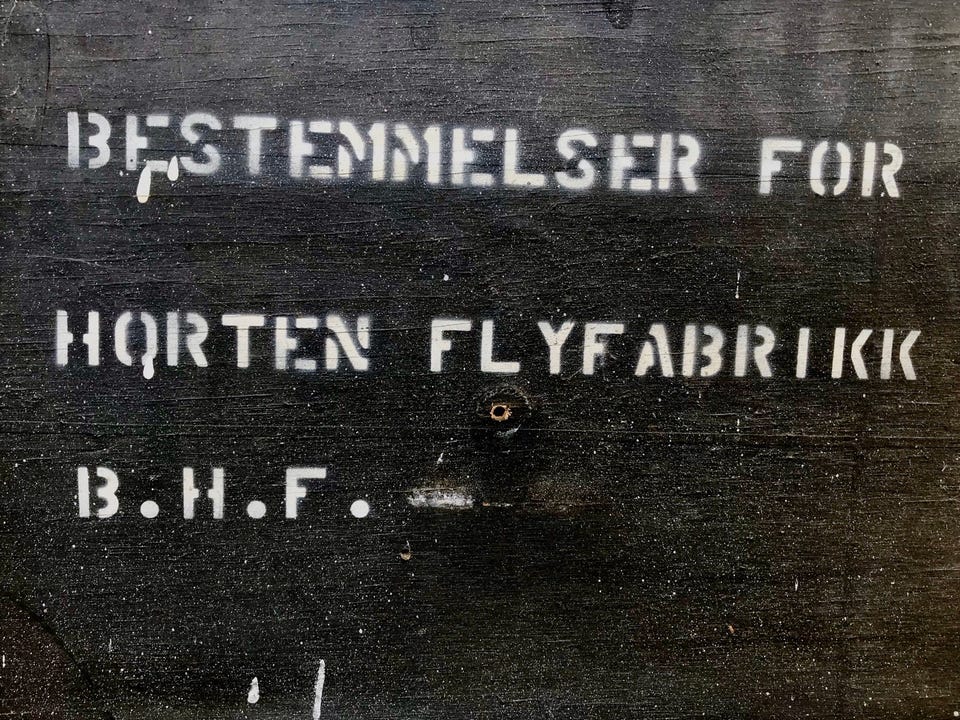 BESTEMMELSER FOR
HORTEN FLYFABRIKK
B.H.F.